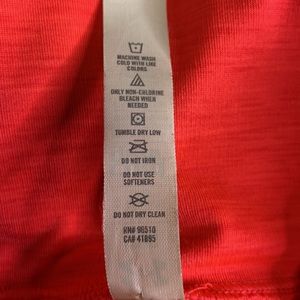 MACHINE WASH
COLD WITH LIKE
COLORS
ONLY NON-CHLORINE
BLEACH WHEN
NEEDED
TUMBLE DRY LOW
DO NOT IRON
DO NOT USE
SOFTENERS
DO NOT DRY CLEAN
RN# 96510
CA# 41895